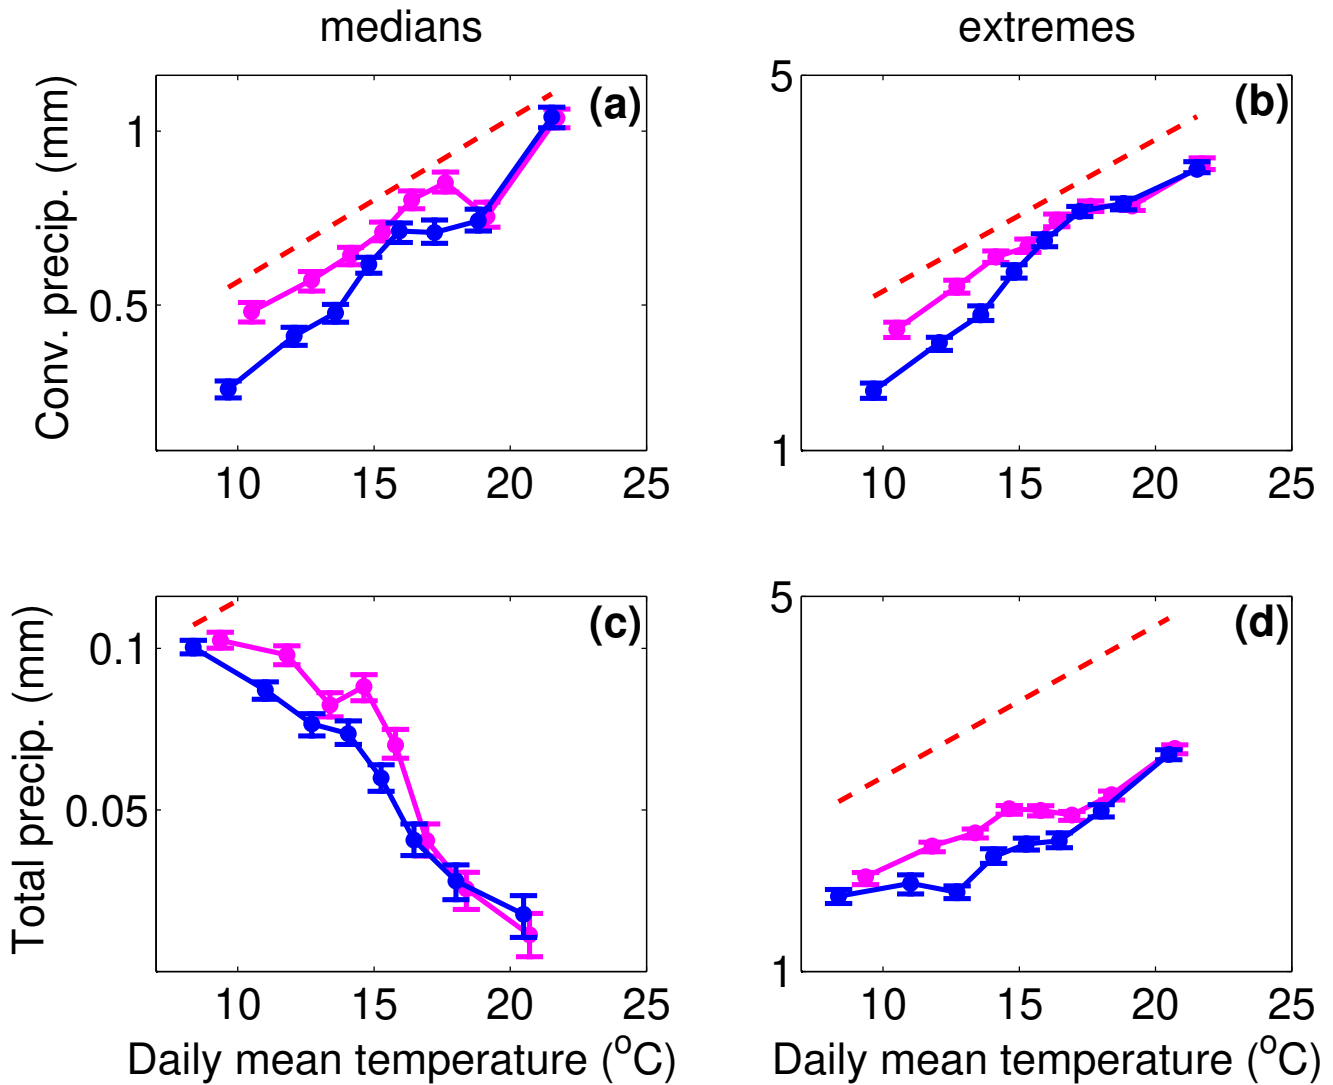 medians
extremes
Conv. precip. (mm)
1
0.5
(a)
10 15 20 25
5
1
(b)
10 15 20 25
Total precip. (mm)
0.1
0.05
(c)
10 15 20 25
Daily mean temperature (°C)
5
1
(d)
10 15 20 25
Daily mean temperature (°C)